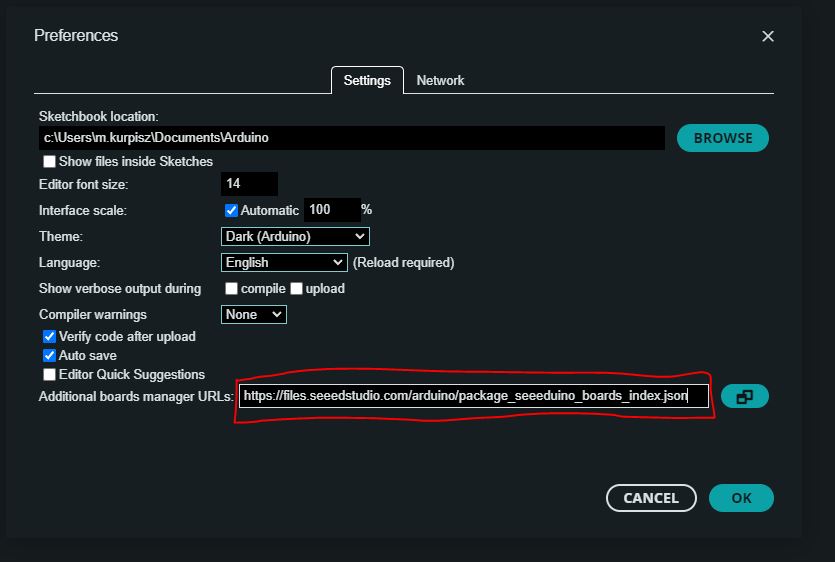 Preferences
Settings Network
Sketchbook location:
c:\Users\m.kurpisz\Documents\Arduino BROWSE
Show files inside Sketches
Editor font size: 14
Interface scale: Automatic 100 %
Theme: Dark (Arduino)
Language: English (Reload required)
Show verbose output during compile upload
Compiler warnings None
Verify code after upload
Auto save
Editor Quick Suggestions
Additional boards manager URLs: https://files.seeedstudio.com/arduino/package_seeeduino_boards_index.json
CANCEL OK